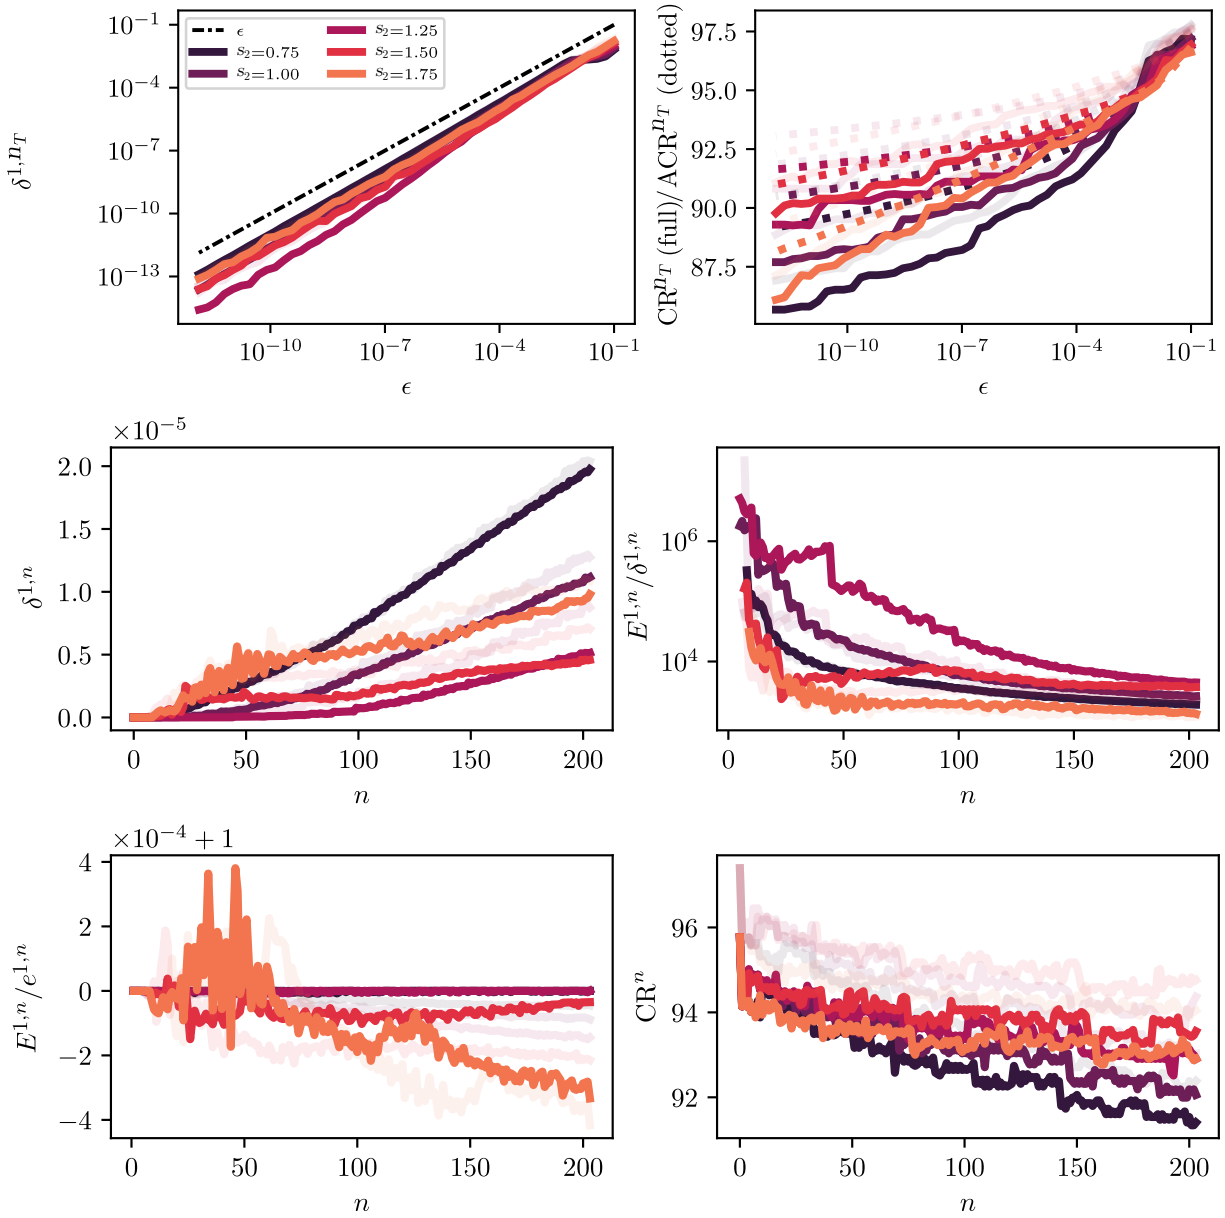 10⁻¹
10⁻⁴
10⁻⁷
10⁻¹⁰
10⁻¹³
δ^{1,n_T}
ϵ
s₂=0.75
s₂=1.00
s₂=1.25
s₂=1.50
s₂=1.75
10⁻¹⁰ 10⁻⁷ 10⁻⁴ 10⁻¹
ϵ
CR^{n_T} (full)/ACR^{n_T} (dotted)
97.5
95.0
92.5
90.0
87.5
10⁻¹⁰ 10⁻⁷ 10⁻⁴ 10⁻¹
ϵ
×10⁻⁵
δ^{1,n}
2.0
1.5
1.0
0.5
0.0
0 50 100 150 200
n
E^{1,n}/δ^{1,n}
10⁶
10⁴
0 50 100 150 200
n
×10⁻⁴ + 1
E^{1,n}/e^{1,n}
4
2
0
−2
−4
0 50 100 150 200
n
CRⁿ
96
94
92
0 50 100 150 200
n